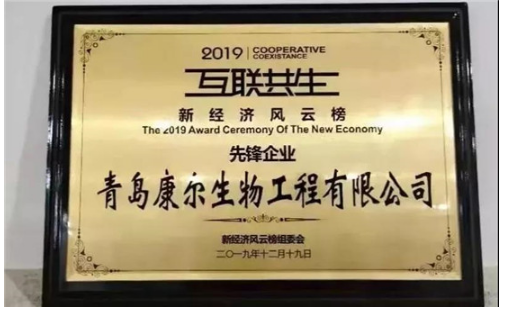 2019 COOPERATIVE
COEXISTANCE
互联共生
新经济风云榜
The 2019 Award Ceremony Of The New Economy
先锋企业
青岛康尔生物工程有限公司
新经济风云榜组委会
二〇一九年十二月十九日